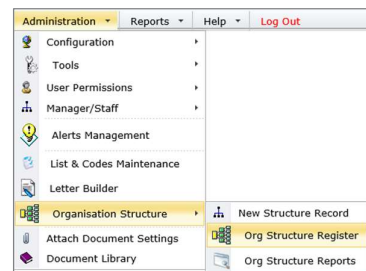 Administration Reports Help Log Out
Configuration
Tools
User Permissions
Manager/Staff
Alerts Management
List & Codes Maintenance
Letter Builder
Organisation Structure
Attach Document Settings
Document Library
New Structure Record
Org Structure Register
Org Structure Reports